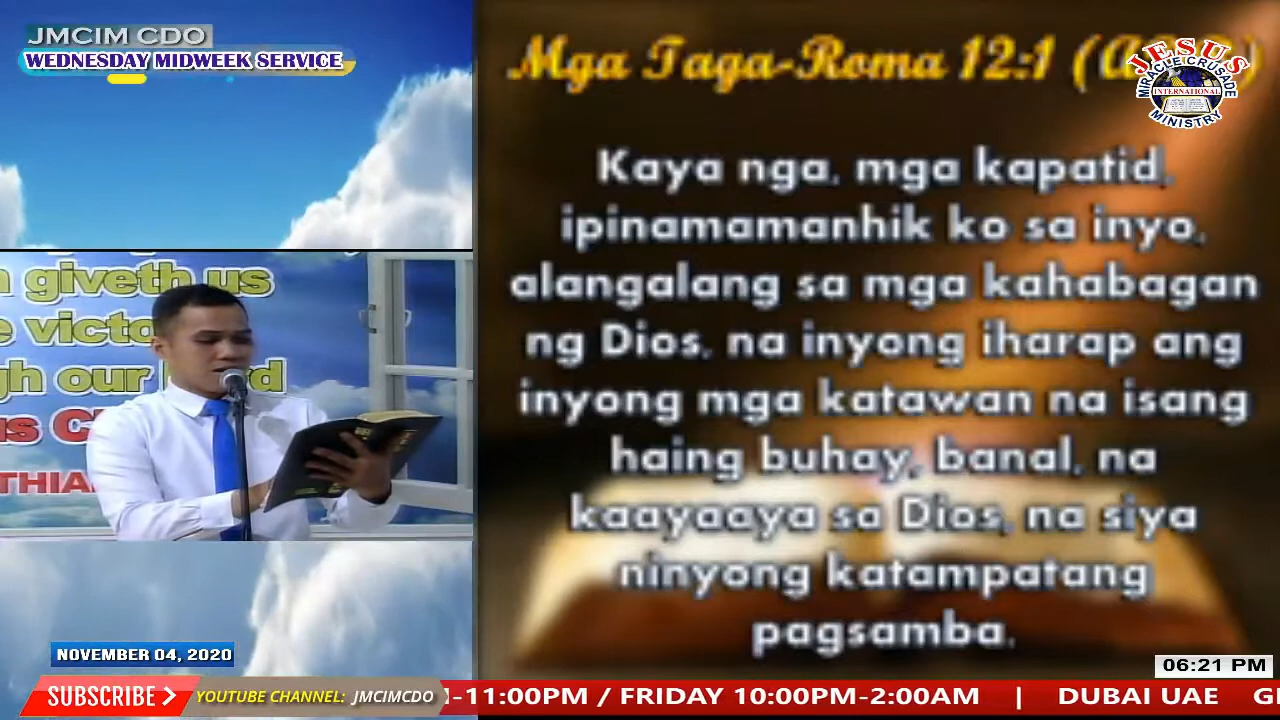 JMCIM CDO
WEDNESDAY MIDWEEK SERVICE
Mga Taga-Roma 12:1
JESUS
MIRACLE CRUSADE
INTERNATIONAL
MINISTRY
Kaya nga, mga kapatid,
ipinamamanhik ko sa inyo,
alangalang sa mga kahabagan
ng Dios, na inyong iharap ang
inyong mga katawan na isang
haing buhay, banal, na
kaayaaya sa Dios, na siya
ninyong katampatang
pagsamba.
giveth us
our
NOVEMBER 04, 2020
06:21 PM
SUBSCRIBE
YOUTUBE CHANNEL: JMCIMCDO
-11:00PM / FRIDAY 10:00PM-2:00AM | DUBAI UAE